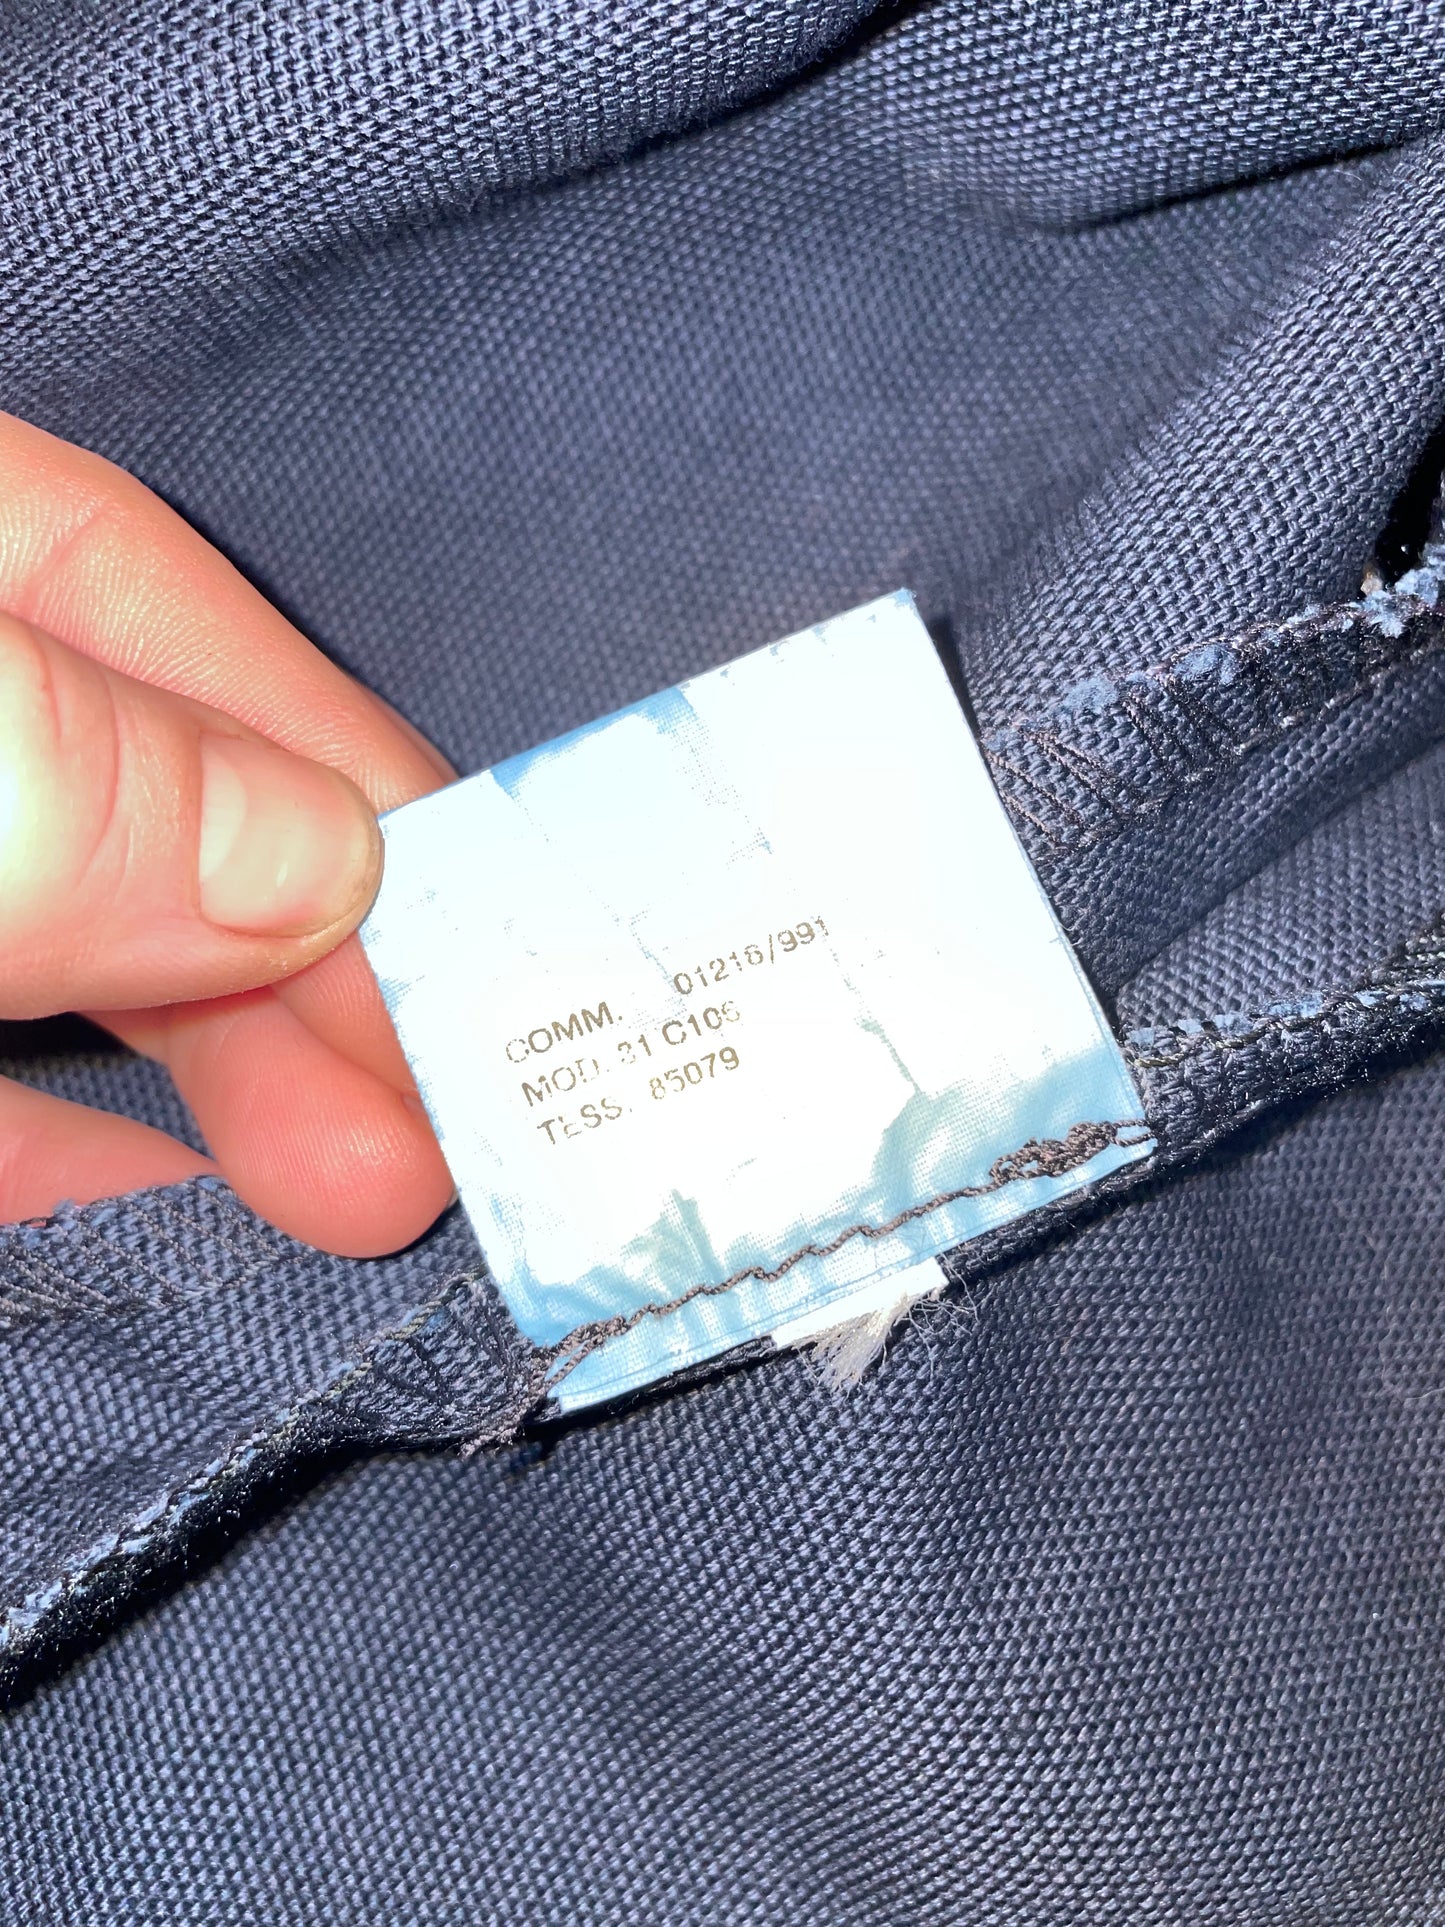 COMM. 01216/991
MOD. 31 C106
TESS. 85079